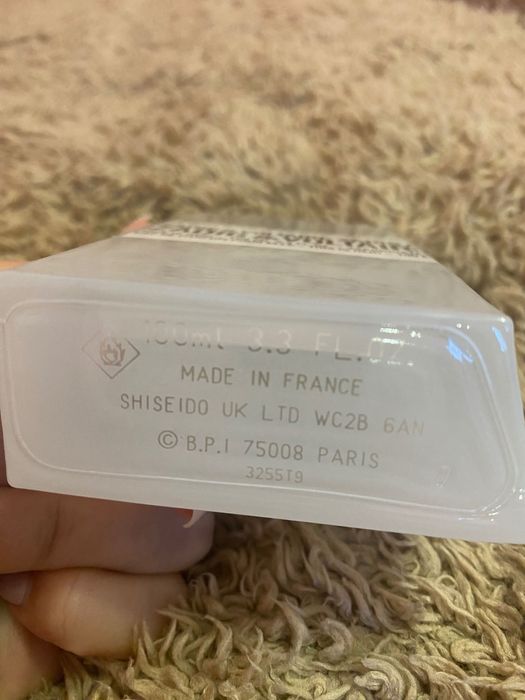 100ml 3.3 FL.OZ.
MADE IN FRANCE
SHISEIDO UK LTD WC2B 6AN
© B.P.I 75008 PARIS
3255T9